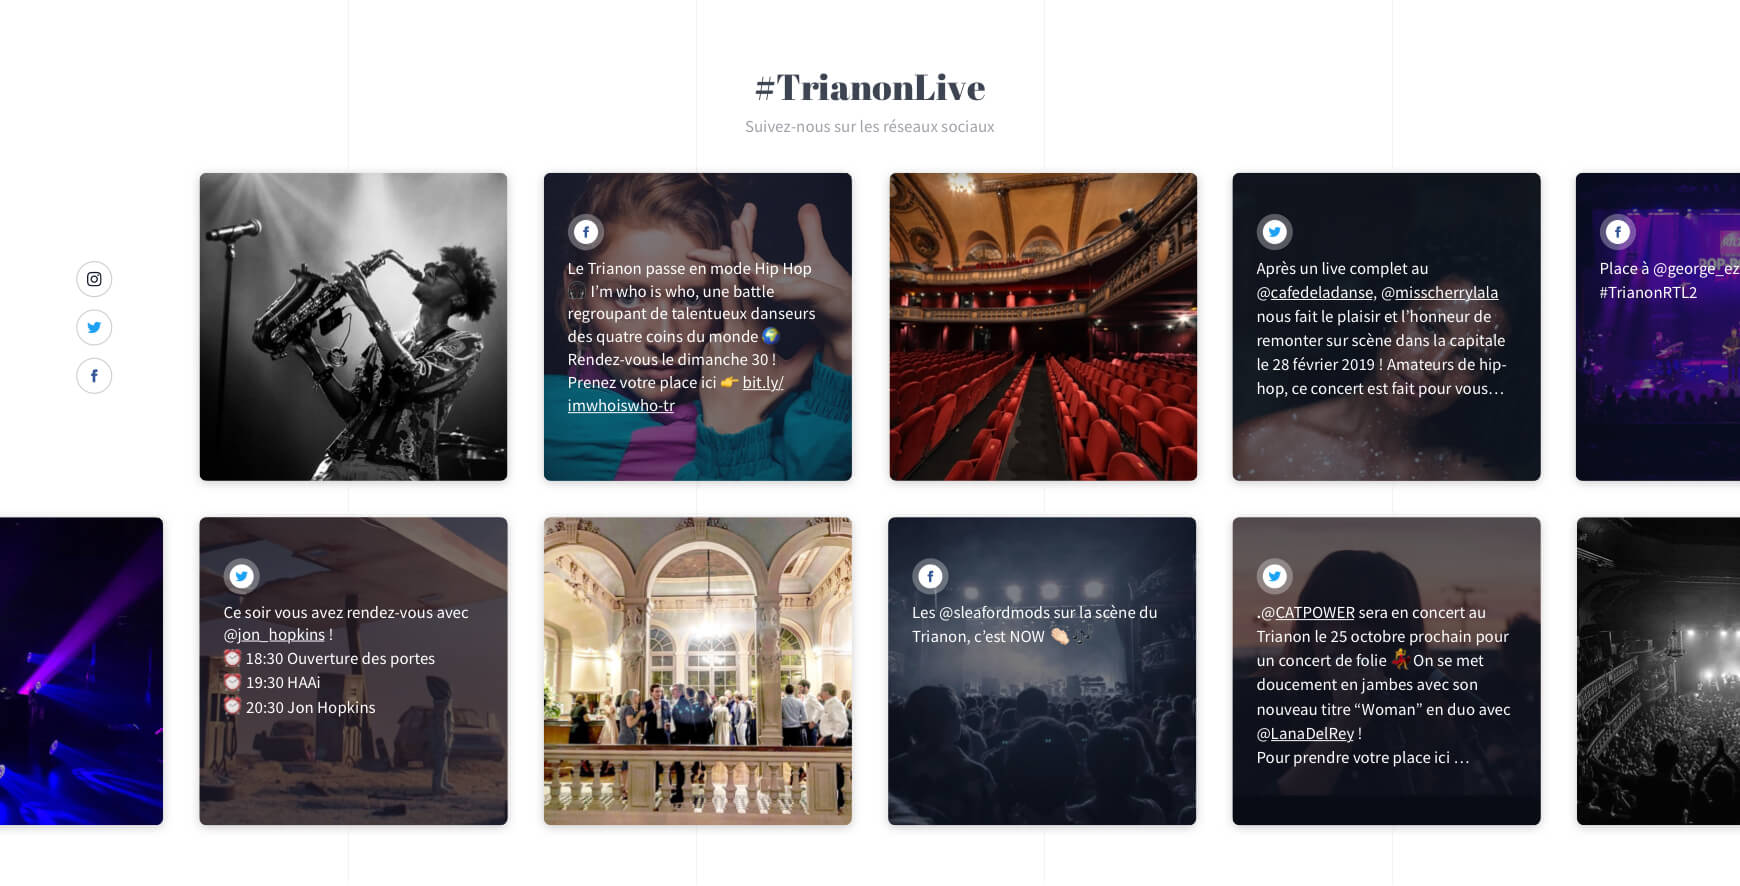 #TrianonLive
Suivez-nous sur les réseaux sociaux
Le Trianon passe en mode Hip Hop
🎧 I’m who is who, une battle
regroupant de talentueux danseurs
des quatre coins du monde 🌍
Rendez-vous le dimanche 30 !
Prenez votre place ici 👉 bit.ly/
imwhoiswho-tr
Après un live complet au
@cafedeladanse, @misscherrylala
nous fait le plaisir et l’honneur de
remonter sur scène dans la capitale
le 28 février 2019 ! Amateurs de hip-
hop, ce concert est fait pour vous…
Place à @george_ez
#TrianonRTL2
Ce soir vous avez rendez-vous avec
@jon_hopkins !
⏰ 18:30 Ouverture des portes
⏰ 19:30 HAAi
⏰ 20:30 Jon Hopkins
Les @sleafordmods sur la scène du
Trianon, c’est NOW 👏🏻🎶
.@CATPOWER sera en concert au
Trianon le 25 octobre prochain pour
un concert de folie 💃 On se met
doucement en jambes avec son
nouveau titre “Woman” en duo avec
@LanaDelRey !
Pour prendre votre place ici …